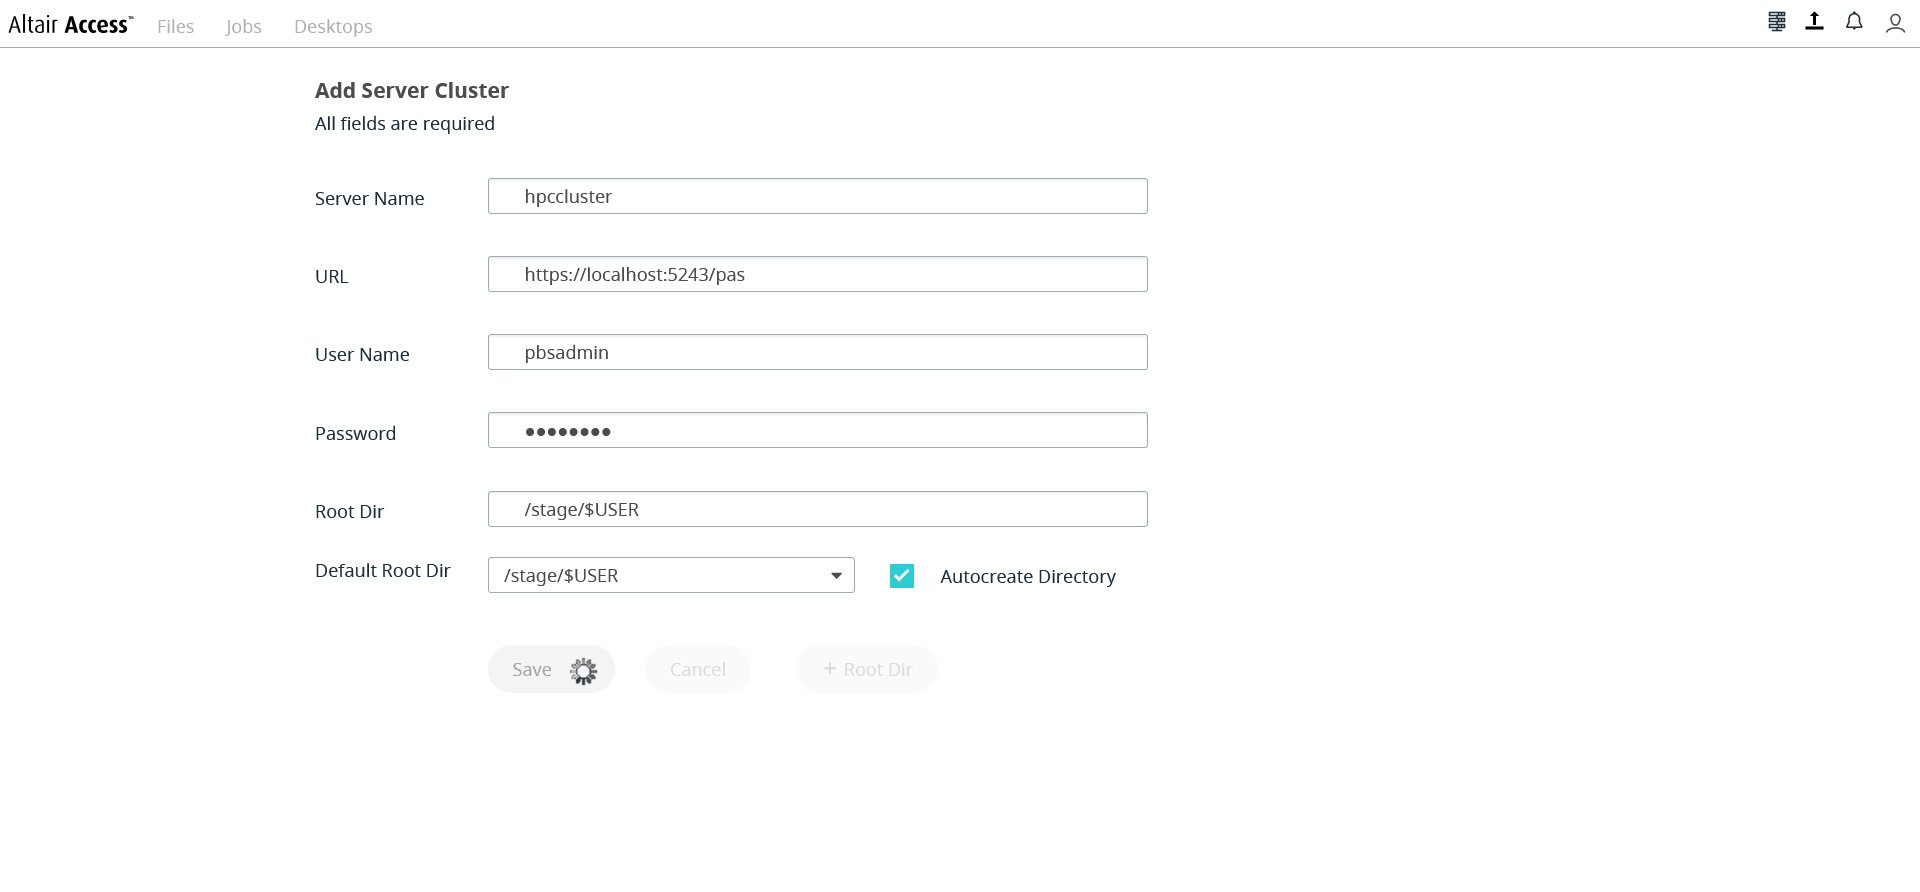 Altair Access™ Files Jobs Desktops
Add Server Cluster
All fields are required
Server Name hpccluster
URL https://localhost:5243/pas
User Name pbsadmin
Password ●●●●●●●●
Root Dir /stage/$USER
Default Root Dir /stage/$USER Autocreate Directory
Save Cancel + Root Dir